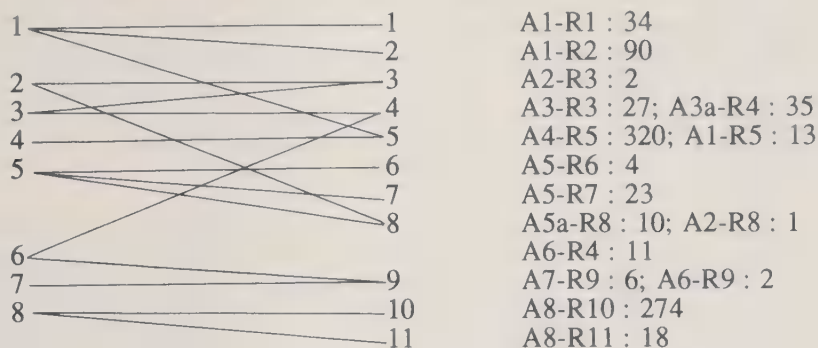 1 1 A1-R1 : 34
2 A1-R2 : 90
2 3 A2-R3 : 2
3 4 A3-R3 : 27; A3a-R4 : 35
4 5 A4-R5 : 320; A1-R5 : 13
5 6 A5-R6 : 4
7 A5-R7 : 23
8 A5a-R8 : 10; A2-R8 : 1
6 A6-R4 : 11
7 9 A7-R9 : 6; A6-R9 : 2
8 10 A8-R10 : 274
11 A8-R11 : 18